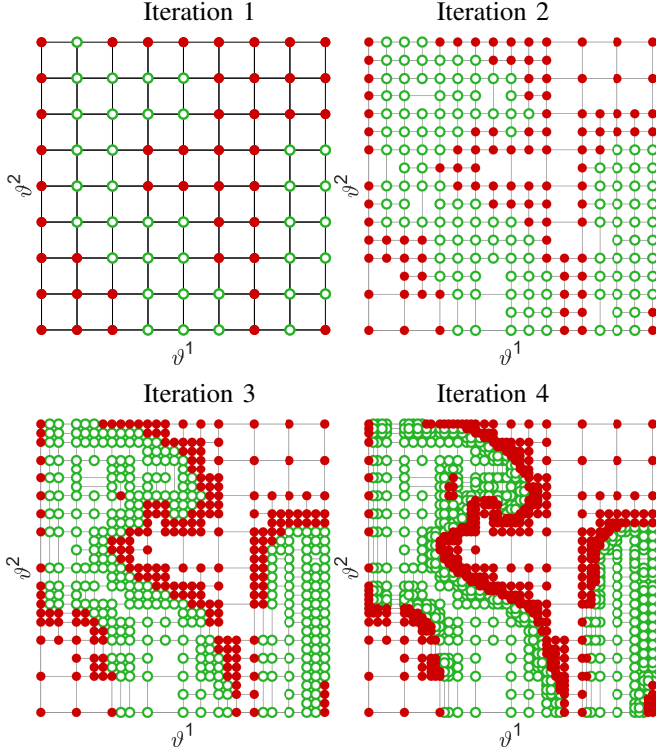 Iteration 1
Iteration 2
ϑ²
ϑ²
ϑ¹
ϑ¹
Iteration 3
Iteration 4
ϑ²
ϑ²
ϑ¹
ϑ¹